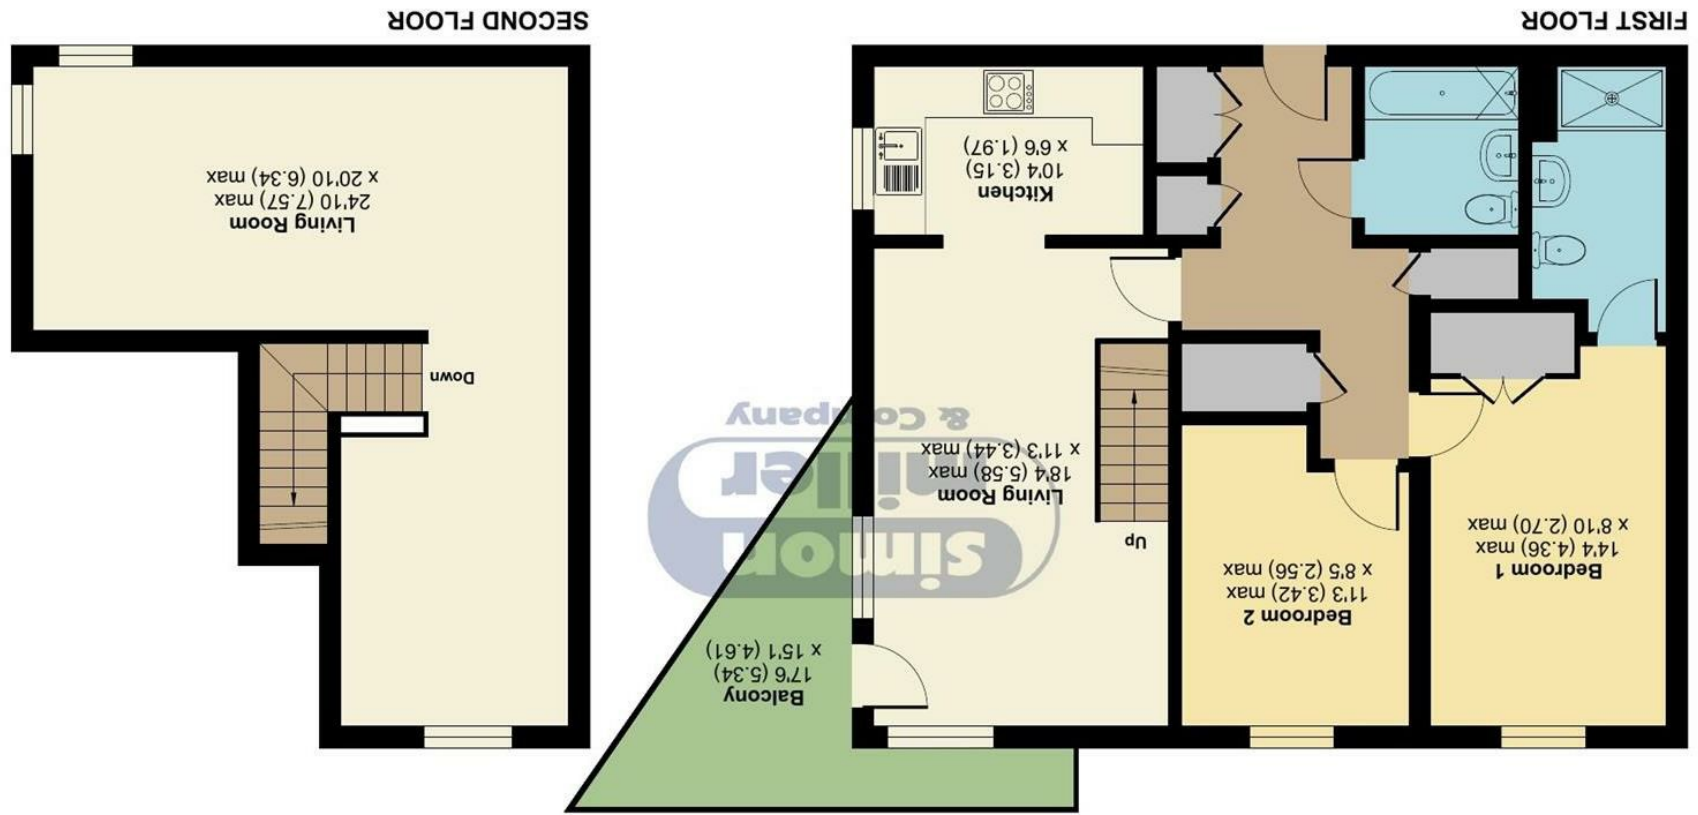 FIRST FLOOR
SECOND FLOOR
Bedroom 1
14'4 (4.36) max
x 8'10 (2.70) max
Bedroom 2
11'3 (3.42) max
x 8'5 (2.56) max
Up
Living Room
18'4 (5.58) max
x 11'3 (3.44) max
Kitchen
10'4 (3.15)
x 6'6 (1.97)
Balcony
17'6 (5.34)
x 15'1 (4.61)
simon
miller
& Company
Down
Living Room
24'10 (7.57) max
x 20'10 (6.34) max